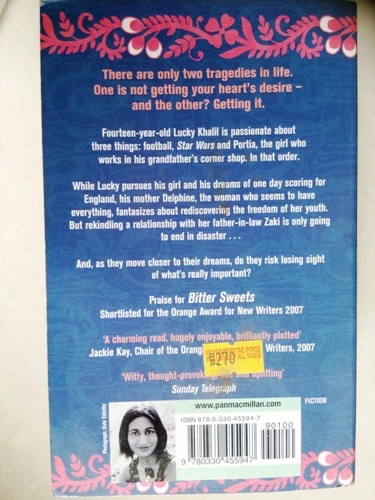 There are only two tragedies in life.
One is not getting your heart's desire –
and the other? Getting it.
Fourteen-year-old Lucky Khalil is passionate about
three things: football, Star Wars and Portia, the girl who
works in his grandfather's corner shop. In that order.
While Lucky pursues his girl and his dreams of one day scoring for
England, his mother Delphine, the woman who seems to have
everything, fantasizes about rediscovering the freedom of her youth.
But rekindling a relationship with her father-in-law Zaki is only going
to end in disaster . . .
And, as they move closer to their dreams, do they risk losing sight
of what's really important?
Praise for Bitter Sweets
Shortlisted for the Orange Award for New Writers 2007
'A charming read, hugely enjoyable, brilliantly plotted'
Jackie Kay, Chair of the Orange Writers, 2007
RETAIL PRICE
ALL TAXES
270
'Witty, thought-provoking and uplifting'
Sunday Telegraph
www.panmacmillan.com
FICTION
ISBN 978-0-330-45594-7
90100
9 780330 455947
Photograph: Kate Eshelby